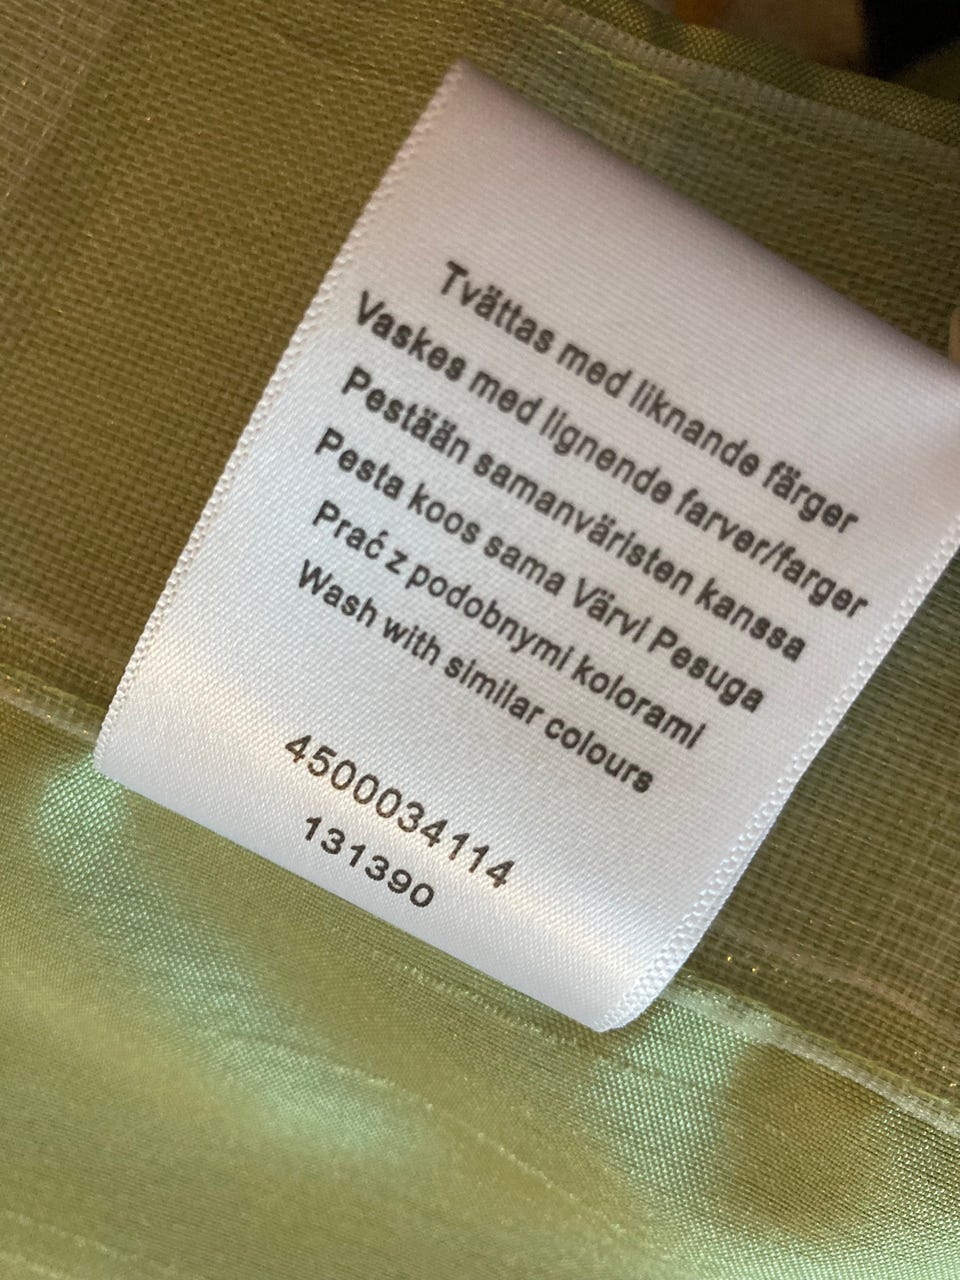 Tvättas med liknande färger
Vaskes med lignende farver/farger
Pestään samanväristen kanssa
Pesta koos sama Värvi Pesuga
Prać z podobnymi kolorami
Wash with similar colours
4500034114
131390